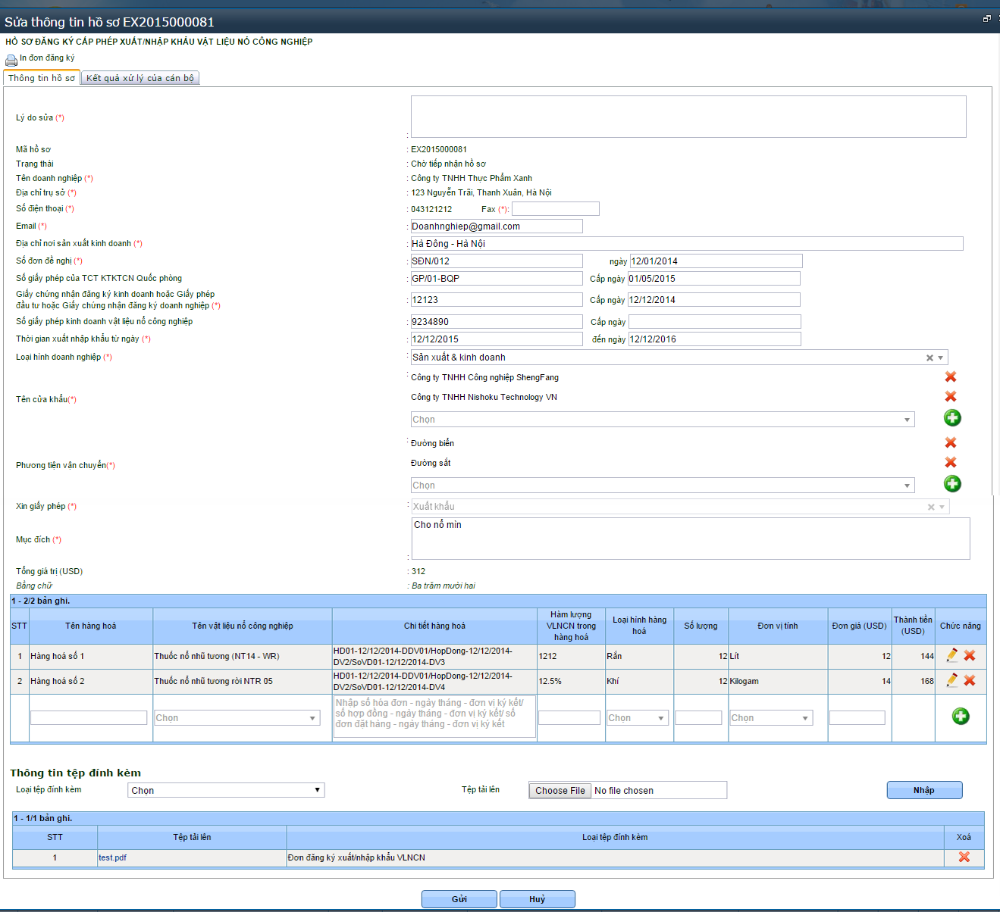 Sửa thông tin hồ sơ EX2015000081
HỒ SƠ ĐĂNG KÝ CẤP PHÉP XUẤT/NHẬP KHẨU VẬT LIỆU NỔ CÔNG NGHIỆP
In đơn đăng ký
Thông tin hồ sơ Kết quả xử lý của cán bộ
Lý do sửa (*) :
Mã hồ sơ : EX2015000081
Trạng thái : Chờ tiếp nhận hồ sơ
Tên doanh nghiệp (*) : Công ty TNHH Thực Phẩm Xanh
Địa chỉ trụ sở (*) : 123 Nguyễn Trãi, Thanh Xuân, Hà Nội
Số điện thoại (*) : 043121212 Fax (*):
Email (*) : Doanhnghiep@gmail.com
Địa chỉ nơi sản xuất kinh doanh (*) : Hà Đông - Hà Nội
Số đơn đề nghị (*) : SĐN/012 ngày 12/01/2014
Số giấy phép của TCT KTKTCN Quốc phòng : GP/01-BQP Cấp ngày 01/05/2015
Giấy chứng nhận đăng ký kinh doanh hoặc Giấy phép
đầu tư hoặc Giấy chứng nhận đăng ký doanh nghiệp (*) : 12123 Cấp ngày 12/12/2014
Số giấy phép kinh doanh vật liệu nổ công nghiệp : 9234890 Cấp ngày
Thời gian xuất nhập khẩu từ ngày (*) : 12/12/2015 đến ngày 12/12/2016
Loại hình doanh nghiệp (*) : Sản xuất & kinh doanh
: Công ty TNHH Công nghiệp ShengFang
Tên cửa khẩu(*) Công ty TNHH Nishoku Technology VN
Chọn
: Đường biển
Phương tiện vận chuyển(*) Đường sắt
Chọn
Xin giấy phép (*) : Xuất khẩu
Mục đích (*) : Cho nổ mìn
Tổng giá trị (USD) : 312
Bằng chữ : Ba trăm mười hai
1 - 2/2 bản ghi.
STT Tên hàng hoá Tên vật liệu nổ công nghiệp Chi tiết hàng hoá Hàm lượng VLNCN trong hàng hoá Loại hình hàng hoá Số lượng Đơn vị tính Đơn giá (USD) Thành tiền (USD) Chức năng
1 Hàng hoá số 1 Thuốc nổ nhũ tương (NT14 - WR) HD01-12/12/2014-DDV01/HopDong-12/12/2014-DV2/SoVD01-12/12/2014-DV3 1212 Rắn 12 Lít 12 144
2 Hàng hoá số 2 Thuốc nổ nhũ tương rời NTR 05 HD01-12/12/2014-DDV01/HopDong-12/12/2014-DV2/SoVD01-12/12/2014-DV4 12.5% Khí 12 Kilogam 14 168
Chọn Nhập số hóa đơn - ngày tháng - đơn vị ký kết/ số hợp đồng - ngày tháng - đơn vị ký kết/ số đơn đặt hàng - ngày tháng - đơn vị ký kết Chọn Chọn
Thông tin tệp đính kèm
Loại tệp đính kèm Chọn Tệp tải lên Choose File No file chosen Nhập
1 - 1/1 bản ghi.
STT Tệp tải lên Loại tệp đính kèm Xoá
1 test.pdf Đơn đăng ký xuất/nhập khẩu VLNCN
Gửi Huỷ